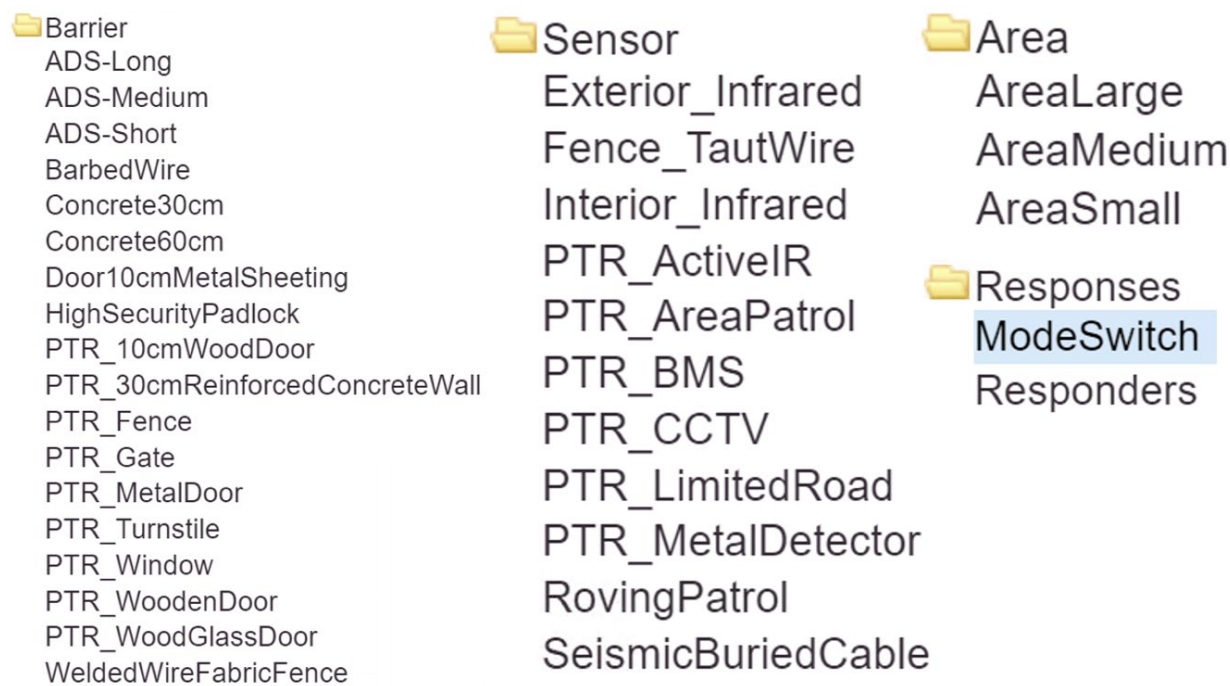 Barrier
ADS-Long
ADS-Medium
ADS-Short
BarbedWire
Concrete30cm
Concrete60cm
Door10cmMetalSheeting
HighSecurityPadlock
PTR_10cmWoodDoor
PTR_30cmReinforcedConcreteWall
PTR_Fence
PTR_Gate
PTR_MetalDoor
PTR_Turnstile
PTR_Window
PTR_WoodenDoor
PTR_WoodGlassDoor
WeldedWireFabricFence
Sensor
Exterior_Infrared
Fence_TautWire
Interior_Infrared
PTR_ActiveIR
PTR_AreaPatrol
PTR_BMS
PTR_CCTV
PTR_LimitedRoad
PTR_MetalDetector
RovingPatrol
SeismicBuriedCable
Area
AreaLarge
AreaMedium
AreaSmall
Responses
ModeSwitch
Responders